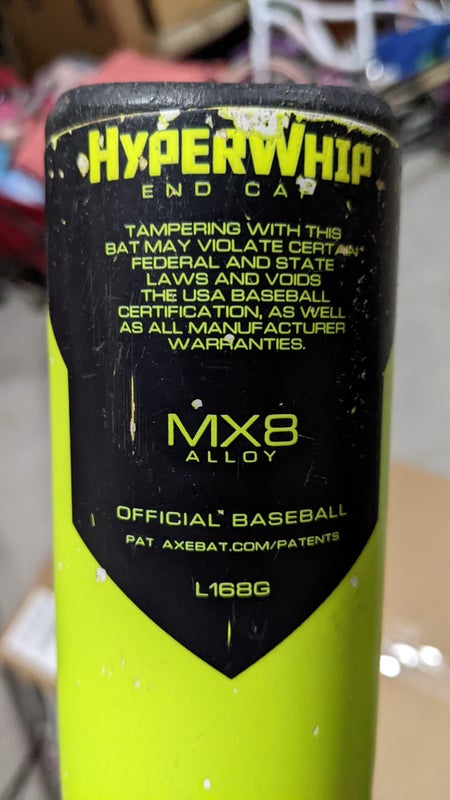 HYPERWHIP
END CAP
TAMPERING WITH THIS
BAT MAY VIOLATE CERTAIN
FEDERAL AND STATE
LAWS AND VOIDS
THE USA BASEBALL
CERTIFICATION, AS WELL
AS ALL MANUFACTURER
WARRANTIES.
MX8
ALLOY
OFFICIAL BASEBALL
PAT. AXEBAT.COM/PATENTS
L168G